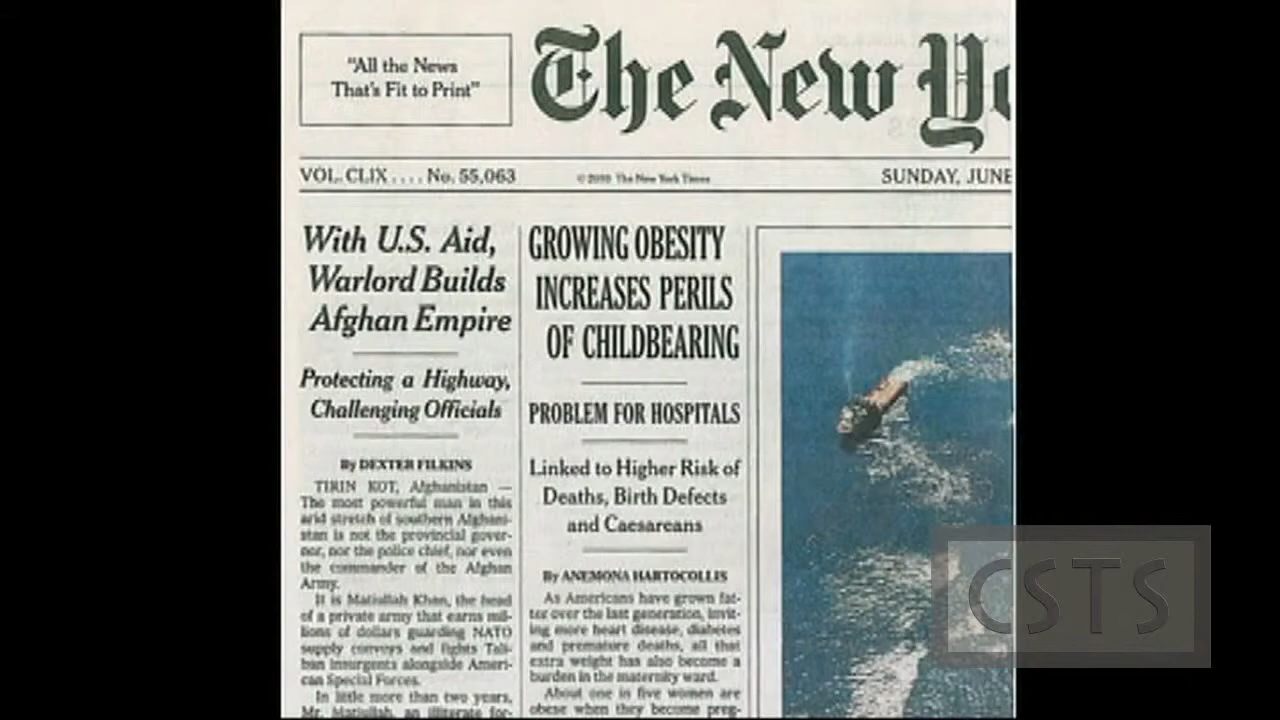 "All the News
That's Fit to Print"
The New Yo
VOL. CLIX .... No. 55,063
© 2010 The New York Times
SUNDAY, JUNE
With U.S. Aid,
Warlord Builds
Afghan Empire
Protecting a Highway,
Challenging Officials
By DEXTER FILKINS
TIRIN KOT, Afghanistan —
The most powerful man in this
arid stretch of southern Afghani-
stan is not the provincial gover-
nor, nor the police chief, nor even
the commander of the Afghan
Army.
It is Matiullah Khan, the head
of a private army that earns mil-
lions of dollars guarding NATO
supply convoys and fights Tali-
ban insurgents alongside Ameri-
can Special Forces.
In little more than two years,
Mr. Matiullah, an illiterate for-
GROWING OBESITY
INCREASES PERILS
OF CHILDBEARING
PROBLEM FOR HOSPITALS
Linked to Higher Risk of
Deaths, Birth Defects
and Caesareans
By ANEMONA HARTOCOLLIS
As Americans have grown fat-
ter over the last generation, invit-
ing more heart disease, diabetes
and premature deaths, all that
extra weight has also become a
burden in the maternity ward.
About one in five women are
obese when they become preg-
CSTS